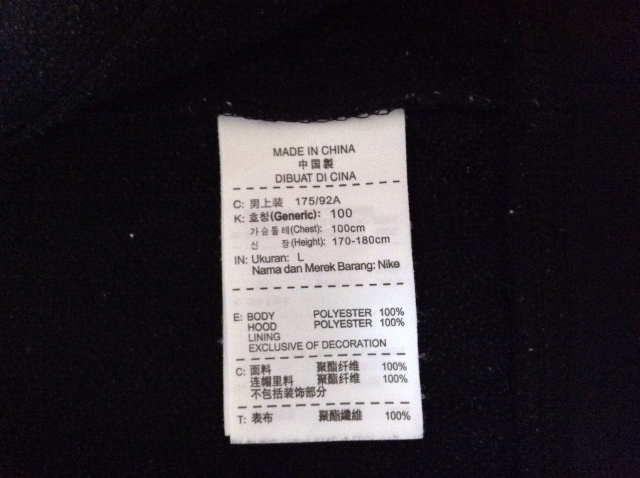 MADE IN CHINA
中国製
DIBUAT DI CINA
C: 男上装 175/92A
K: 호칭(Generic): 100
가슴둘레(Chest): 100cm
신 장(Height): 170-180cm
IN: Ukuran: L
Nama dan Merek Barang: Nike
E: BODY POLYESTER 100%
HOOD POLYESTER 100%
LINING
EXCLUSIVE OF DECORATION
C: 面料 聚酯纤维 100%
连帽里料 聚酯纤维 100%
不包括装饰部分
T: 表布 聚酯纖維 100%